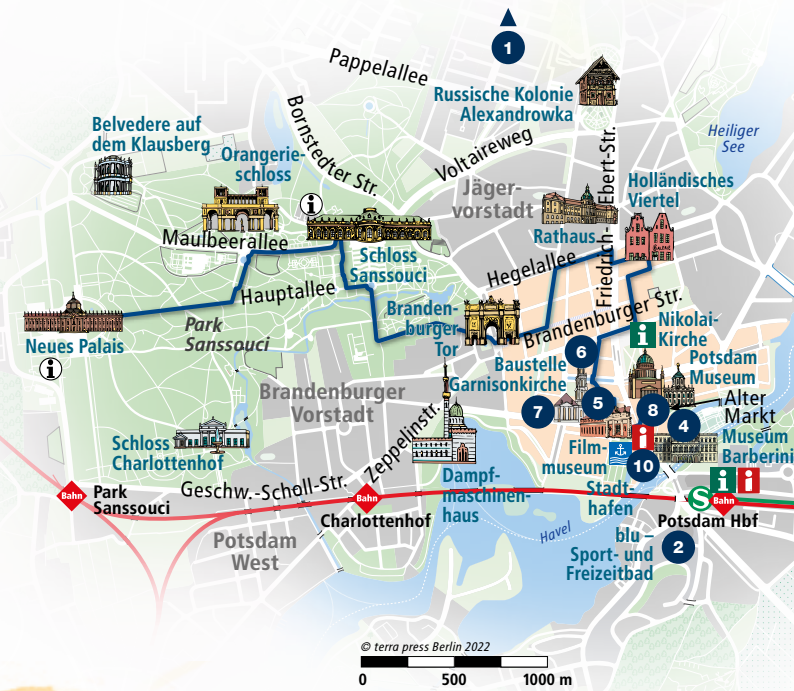 1
Pappelallee
Russische Kolonie
Alexandrowka
Belvedere auf
dem Klausberg
Bornstedter Str.
Voltaireweg
Friedrich-Ebert-Str.
Heiliger
See
Orangerie-
schloss
Jäger-
vorstadt
Holländisches
Viertel
i
Maulbeerallee
Rathaus
Schloss
Sanssouci
Hegelallee
Hauptallee
Branden-
burger
Tor
Brandenburger Str.
Park
Sanssouci
Neues Palais
i
i
Nikolai-
Kirche
6
Baustelle
Garnisonkirche
Potsdam
Museum
Brandenburger
Vorstadt
7
5
8
4
Alter
Markt
Zeppelinstr.
Schloss
Charlottenhof
i
Museum
Barberini
Film-
museum
10
Dampf-
maschinen-
haus
Stadt-
hafen
i
i
Geschw.-Scholl-Str.
Bahn
Park
Sanssouci
Bahn
Charlottenhof
S
Bahn
Potsdam Hbf
Potsdam
West
Havel
blu –
Sport- und
Freizeitbad
2
© terra press Berlin 2022
0
500
1000 m